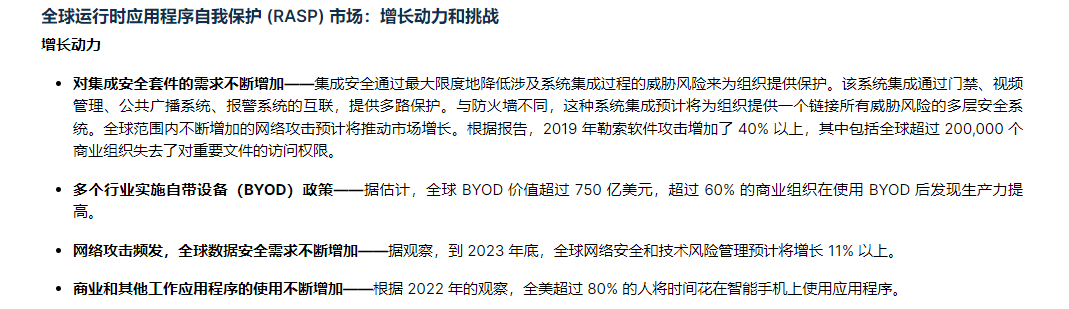 全球运行时应用程序自我保护 (RASP) 市场：增长动力和挑战
增长动力
• 对集成安全套件的需求不断增加——集成安全通过最大限度地降低涉及系统集成过程的威胁风险来为组织提供保护。该系统集成通过门禁、视频
管理、公共广播系统、报警系统的互联，提供多路保护。与防火墙不同，这种系统集成预计将为组织提供一个链接所有威胁风险的多层安全系
统。全球范围内不断增加的网络攻击预计将推动市场增长。根据报告，2019 年勒索软件攻击增加了 40% 以上，其中包括全球超过 200,000 个
商业组织失去了对重要文件的访问权限。
• 多个行业实施自带设备（BYOD）政策——据估计，全球 BYOD 价值超过 750 亿美元，超过 60% 的商业组织在使用 BYOD 后发现生产力提
高。
• 网络攻击频发，全球数据安全需求不断增加——据观察，到 2023 年底，全球网络安全和技术风险管理预计将增长 11% 以上。
• 商业和其他工作应用程序的使用不断增加——根据 2022 年的观察，全美超过 80% 的人将时间花在智能手机上使用应用程序。